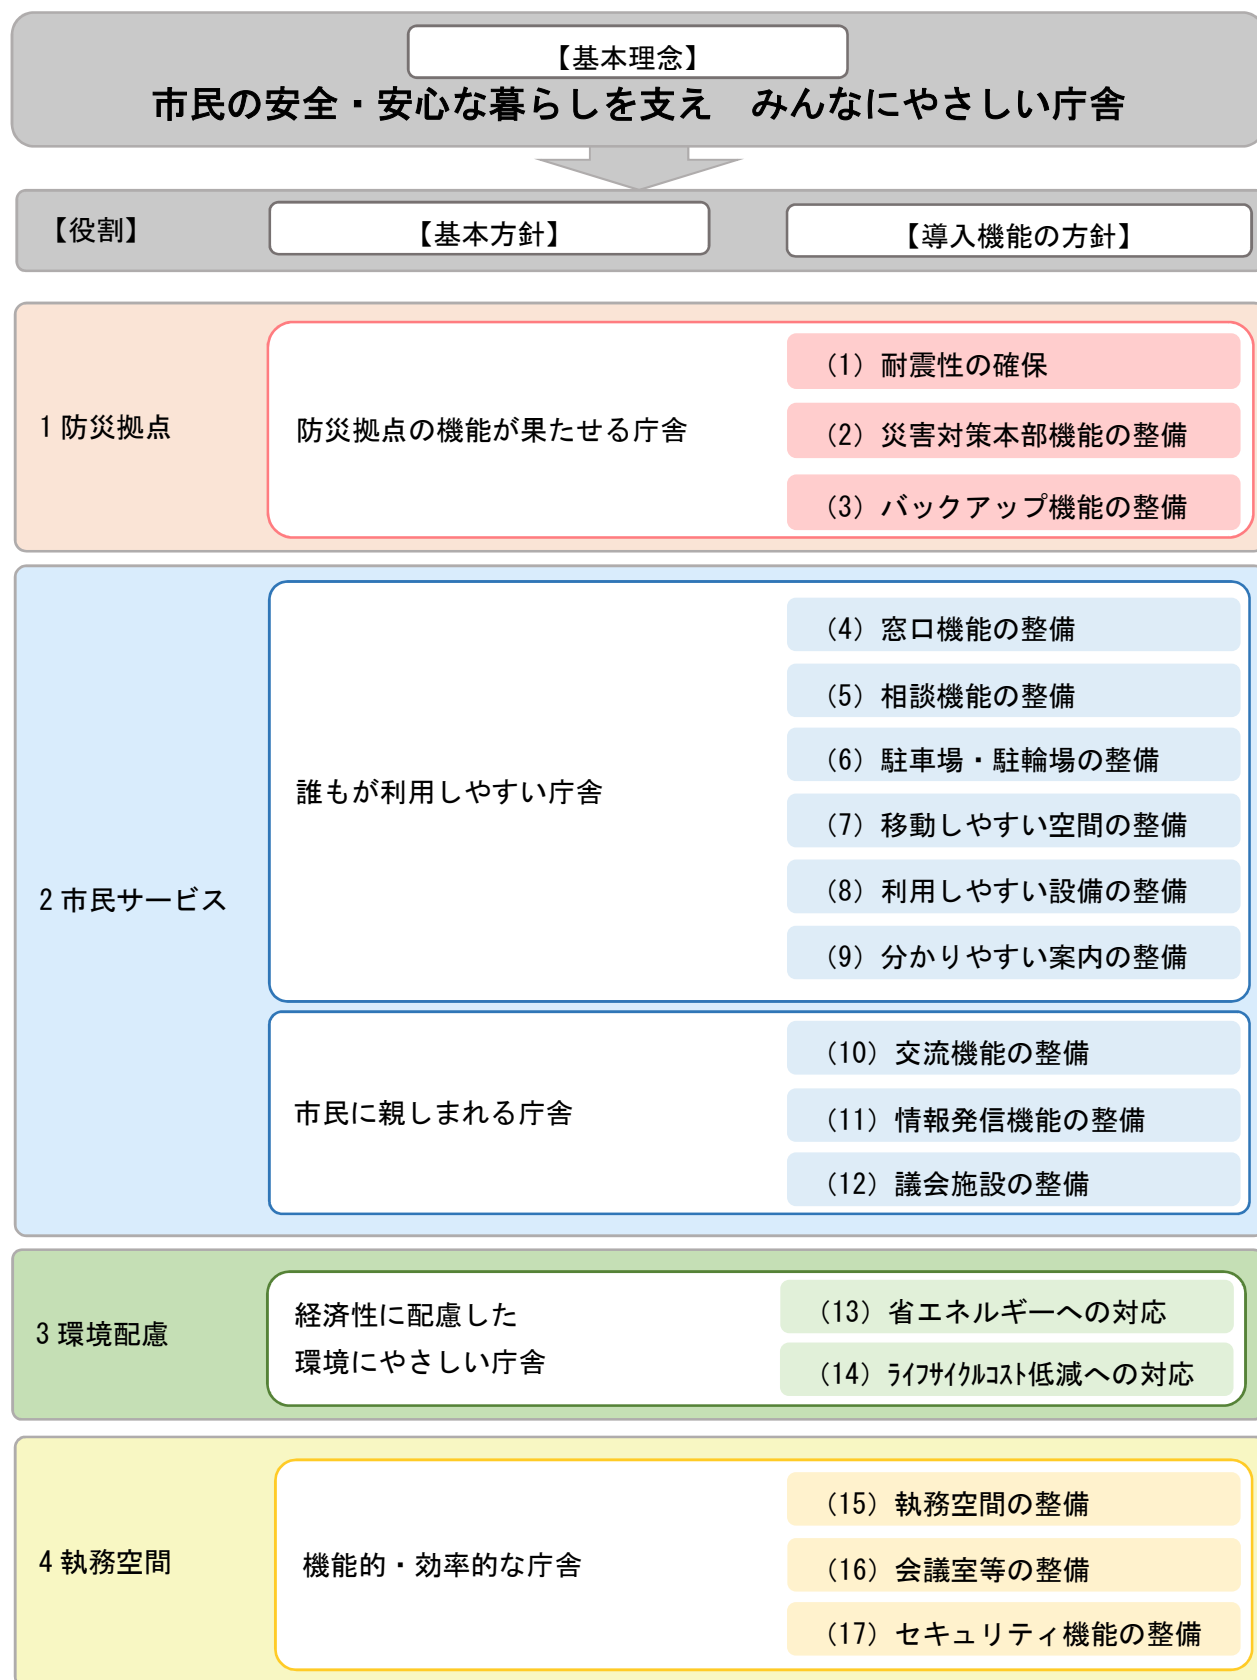 【基本理念】
市民の安全・安心な暮らしを支え　みんなにやさしい庁舎
【役割】
【基本方針】
【導入機能の方針】
1 防災拠点
防災拠点の機能が果たせる庁舎
（1）耐震性の確保
（2）災害対策本部機能の整備
（3）バックアップ機能の整備
2 市民サービス
誰もが利用しやすい庁舎
（4）窓口機能の整備
（5）相談機能の整備
（6）駐車場・駐輪場の整備
（7）移動しやすい空間の整備
（8）利用しやすい設備の整備
（9）分かりやすい案内の整備
市民に親しまれる庁舎
（10）交流機能の整備
（11）情報発信機能の整備
（12）議会施設の整備
3 環境配慮
経済性に配慮した
環境にやさしい庁舎
（13）省エネルギーへの対応
（14）ﾗｲﾌｻｲｸﾙｺｽﾄ低減への対応
4 執務空間
機能的・効率的な庁舎
（15）執務空間の整備
（16）会議室等の整備
（17）セキュリティ機能の整備